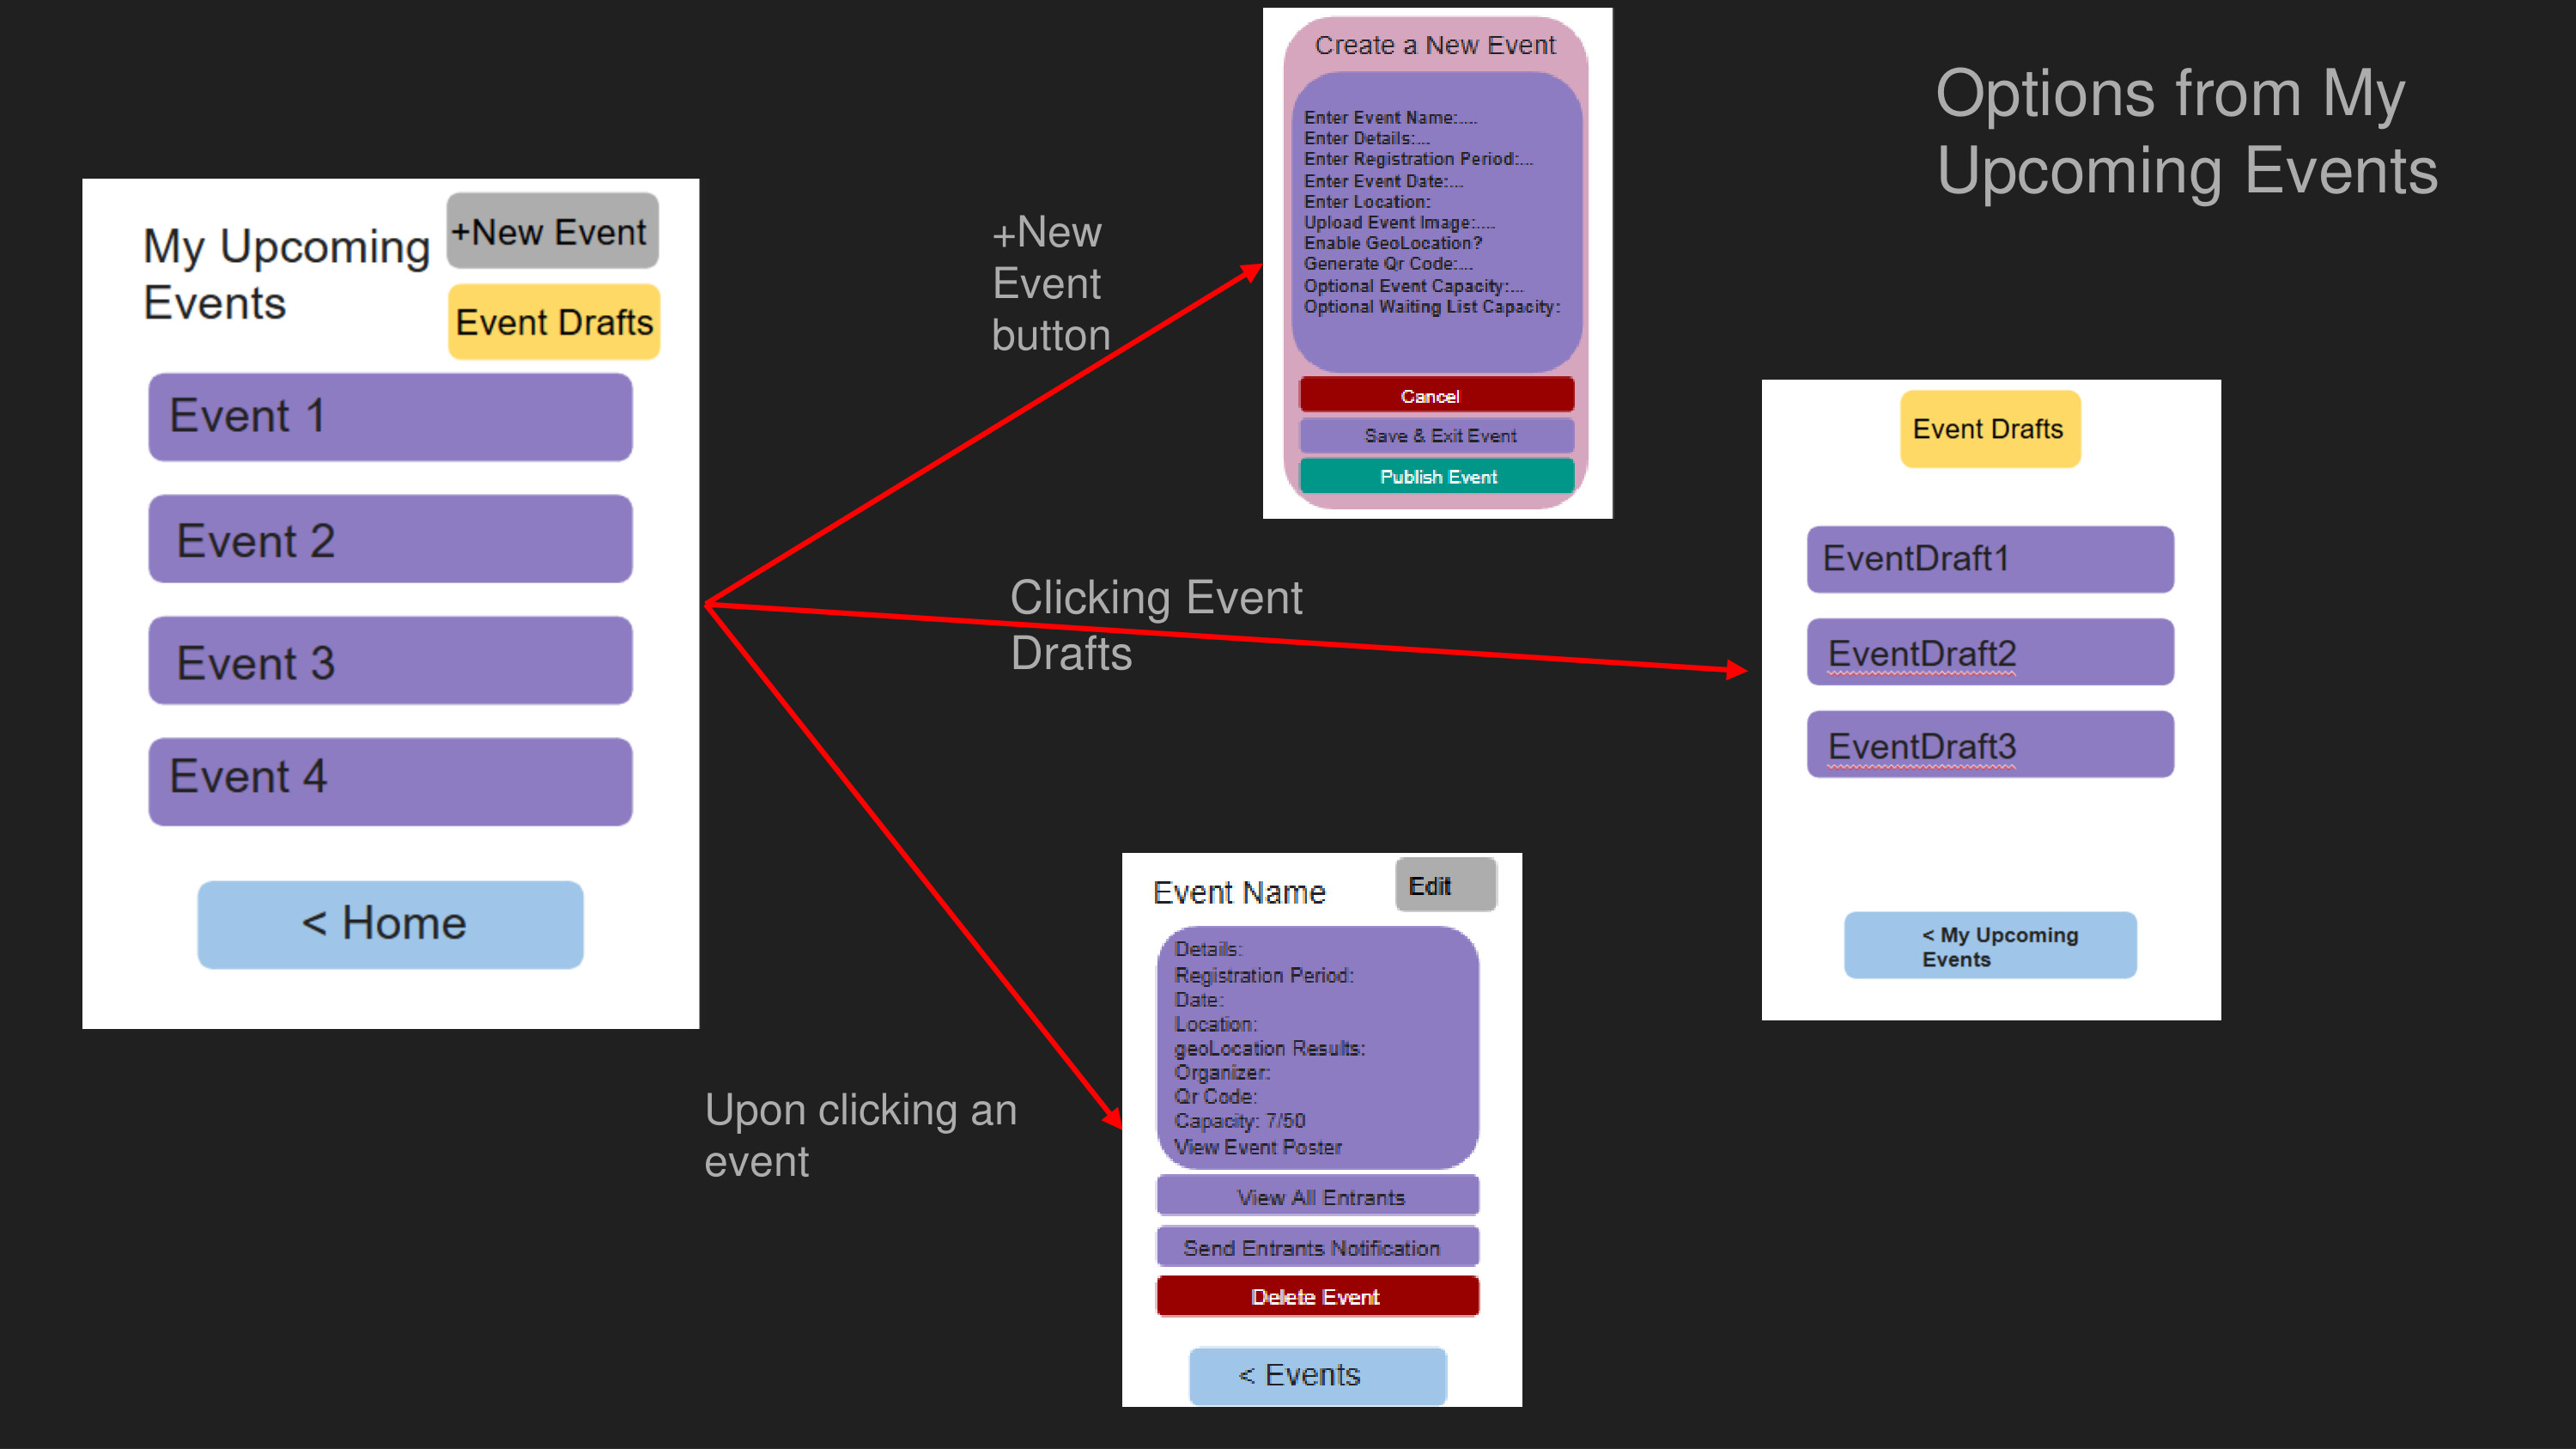 Options from My
Upcoming Events
My Upcoming
Events
+New Event
Event Drafts
Event 1
Event 2
Event 3
Event 4
< Home
+New
Event
button
Create a New Event
Enter Event Name:....
Enter Details:...
Enter Registration Period:...
Enter Event Date:...
Enter Location:
Upload Event Image:....
Enable GeoLocation?
Generate Qr Code:...
Optional Event Capacity:...
Optional Waiting List Capacity:
Cancel
Save & Exit Event
Publish Event
Clicking Event
Drafts
Event Drafts
EventDraft1
EventDraft2
EventDraft3
< My Upcoming
Events
Upon clicking an
event
Event Name
Edit
Details:
Registration Period:
Date:
Location:
geoLocation Results:
Organizer:
Qr Code:
Capacity: 7/50
View Event Poster
View All Entrants
Send Entrants Notification
Delete Event
< Events